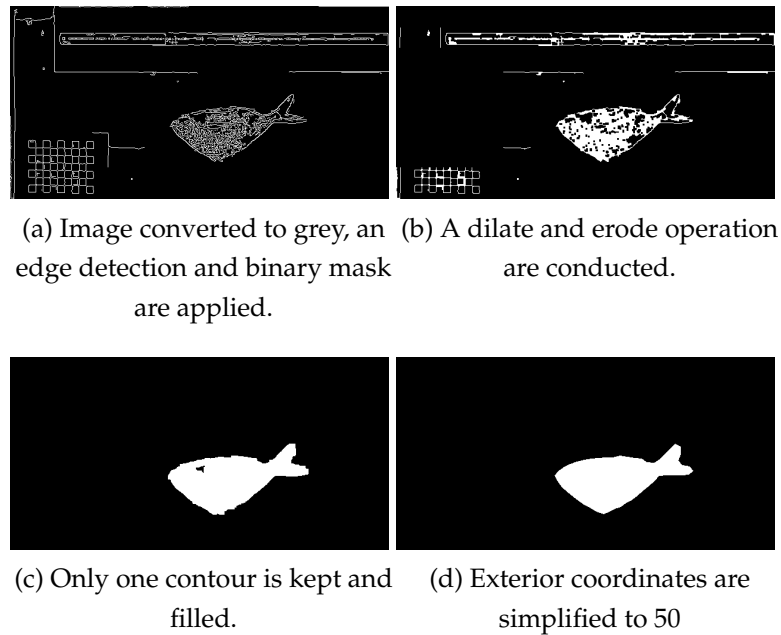 (a) Image converted to grey, an
edge detection and binary mask
are applied.
(b) A dilate and erode operation
are conducted.
(c) Only one contour is kept and
filled.
(d) Exterior coordinates are
simplified to 50